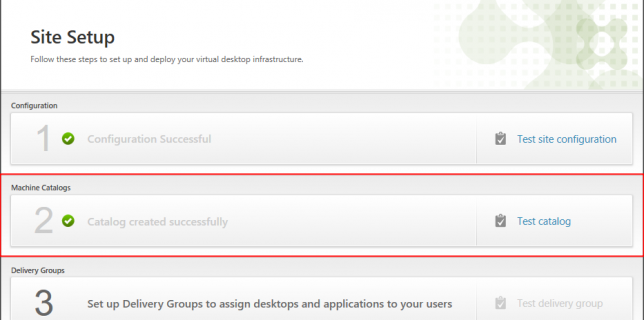 Site Setup
Follow these steps to set up and deploy your virtual desktop infrastructure.
Configuration
1 Configuration Successful Test site configuration
Machine Catalogs
2 Catalog created successfully Test catalog
Delivery Groups
3 Set up Delivery Groups to assign desktops and applications to your users Test delivery group